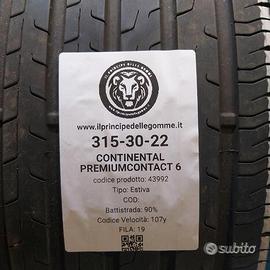 IL PRINCIPE DELLE GOMME
www.ilprincipedellegomme.it
315-30-22
CONTINENTAL
PREMIUMCONTACT 6
codice prodotto: 43992
Tipo: Estiva
COD:
Battistrada: 90%
Codice Velocità: 107y
FILA: 19
subito